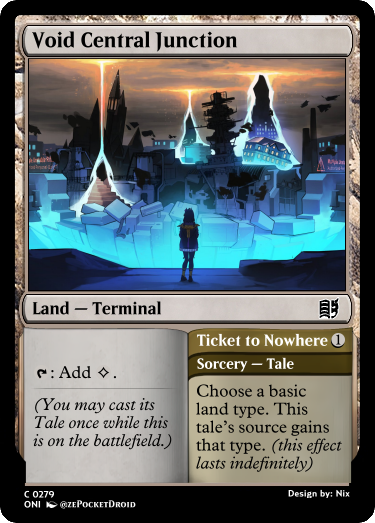 Void Central Junction
Land — Terminal
: Add .
(You may cast its
Tale once while this
is on the battlefield.)
Ticket to Nowhere 1
Sorcery — Tale
Choose a basic
land type. This
tale's source gains
that type. (this effect
lasts indefinitely)
C 0279
ONI @zePocketDroid
Design by: Nix